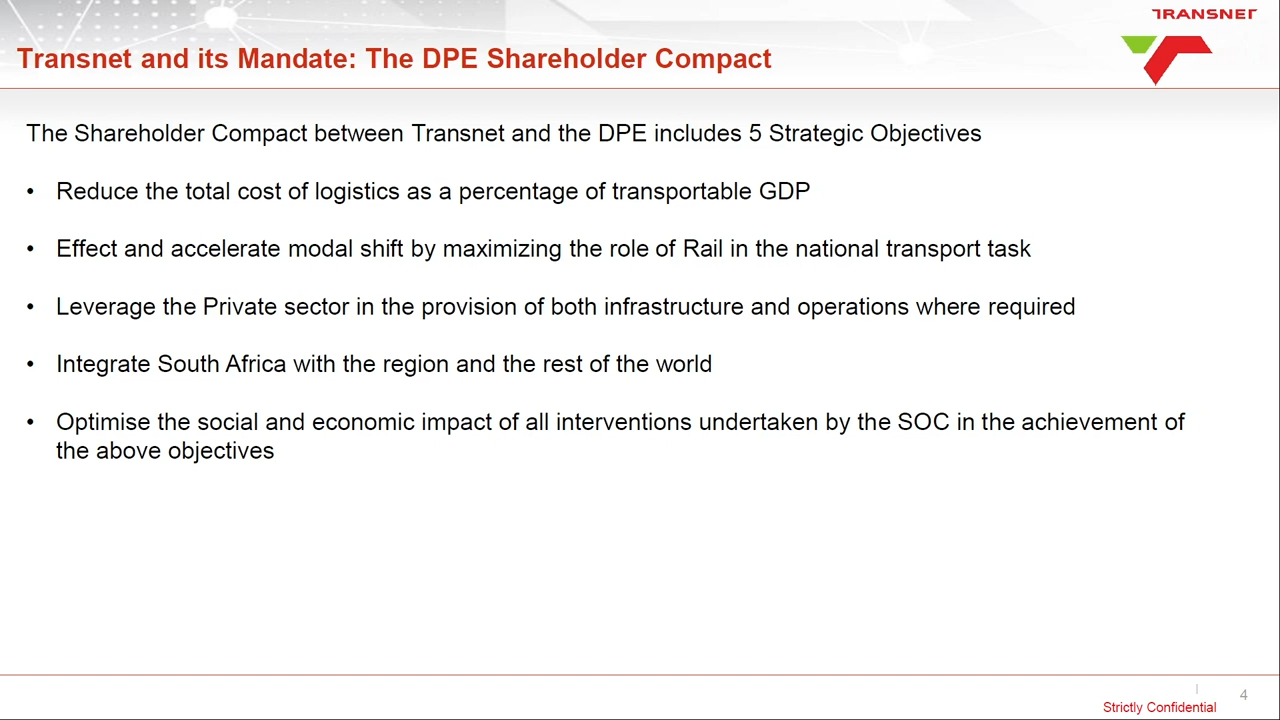 TRANSNET
Transnet and its Mandate: The DPE Shareholder Compact
The Shareholder Compact between Transnet and the DPE includes 5 Strategic Objectives
• Reduce the total cost of logistics as a percentage of transportable GDP
• Effect and accelerate modal shift by maximizing the role of Rail in the national transport task
• Leverage the Private sector in the provision of both infrastructure and operations where required
• Integrate South Africa with the region and the rest of the world
• Optimise the social and economic impact of all interventions undertaken by the SOC in the achievement of
the above objectives
4
Strictly Confidential